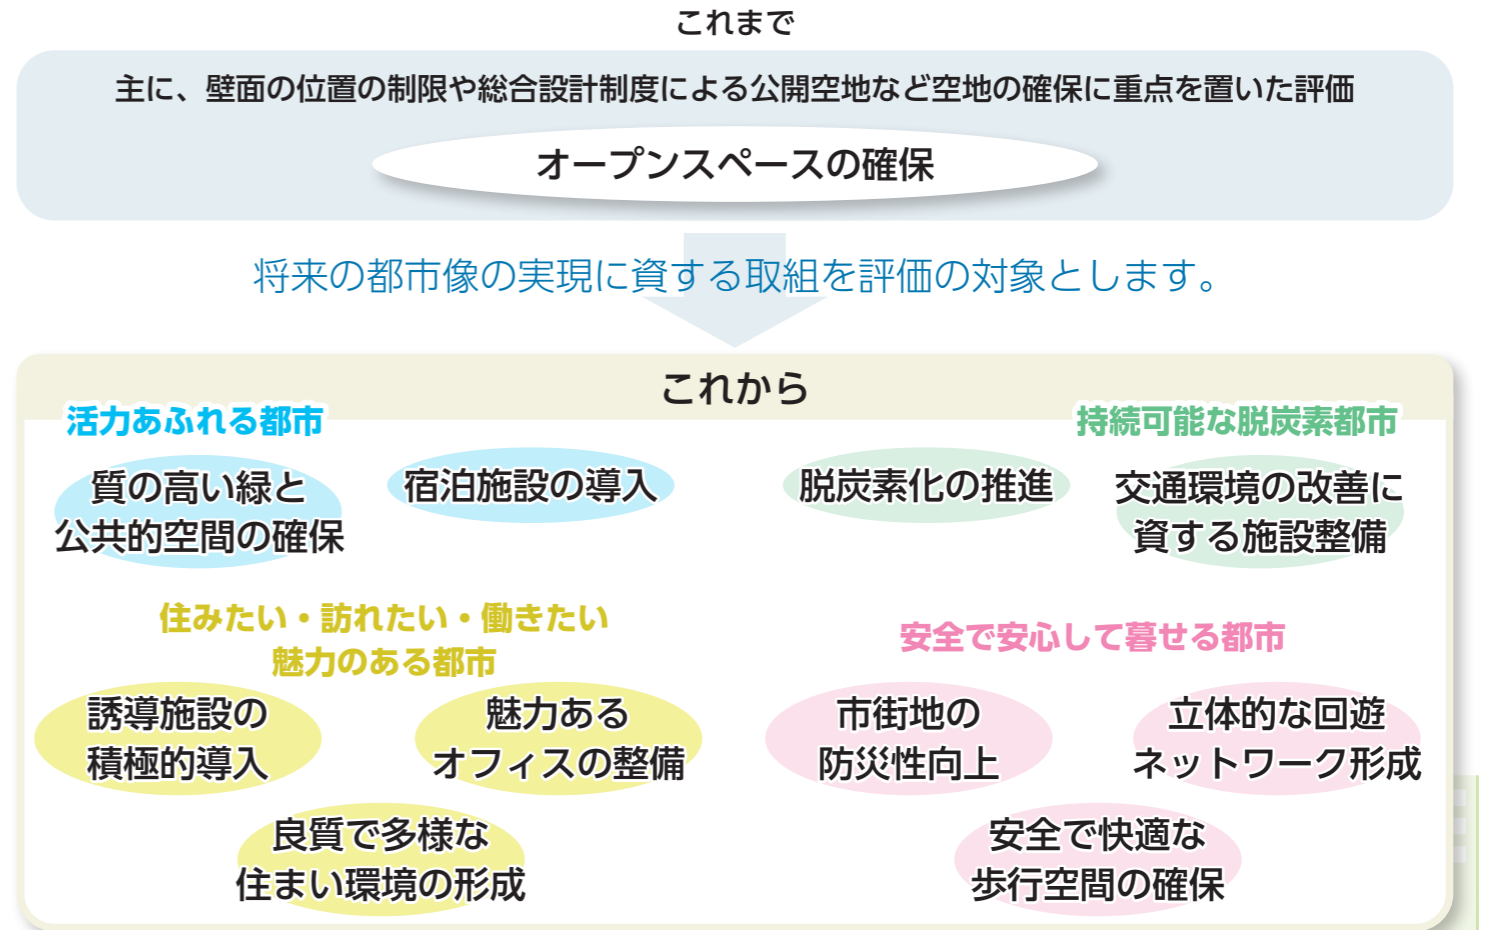 これまで
主に、壁面の位置の制限や総合設計制度による公開空地など空地の確保に重点を置いた評価
オープンスペースの確保
将来の都市像の実現に資する取組を評価の対象とします。
これから
活力あふれる都市
質の高い緑と
公共的空間の確保
宿泊施設の導入
持続可能な脱炭素都市
脱炭素化の推進
交通環境の改善に
資する施設整備
住みたい・訪れたい・働きたい
魅力のある都市
誘導施設の
積極的導入
魅力ある
オフィスの整備
良質で多様な
住まい環境の形成
安全で安心して暮せる都市
市街地の
防災性向上
立体的な回遊
ネットワーク形成
安全で快適な
歩行空間の確保